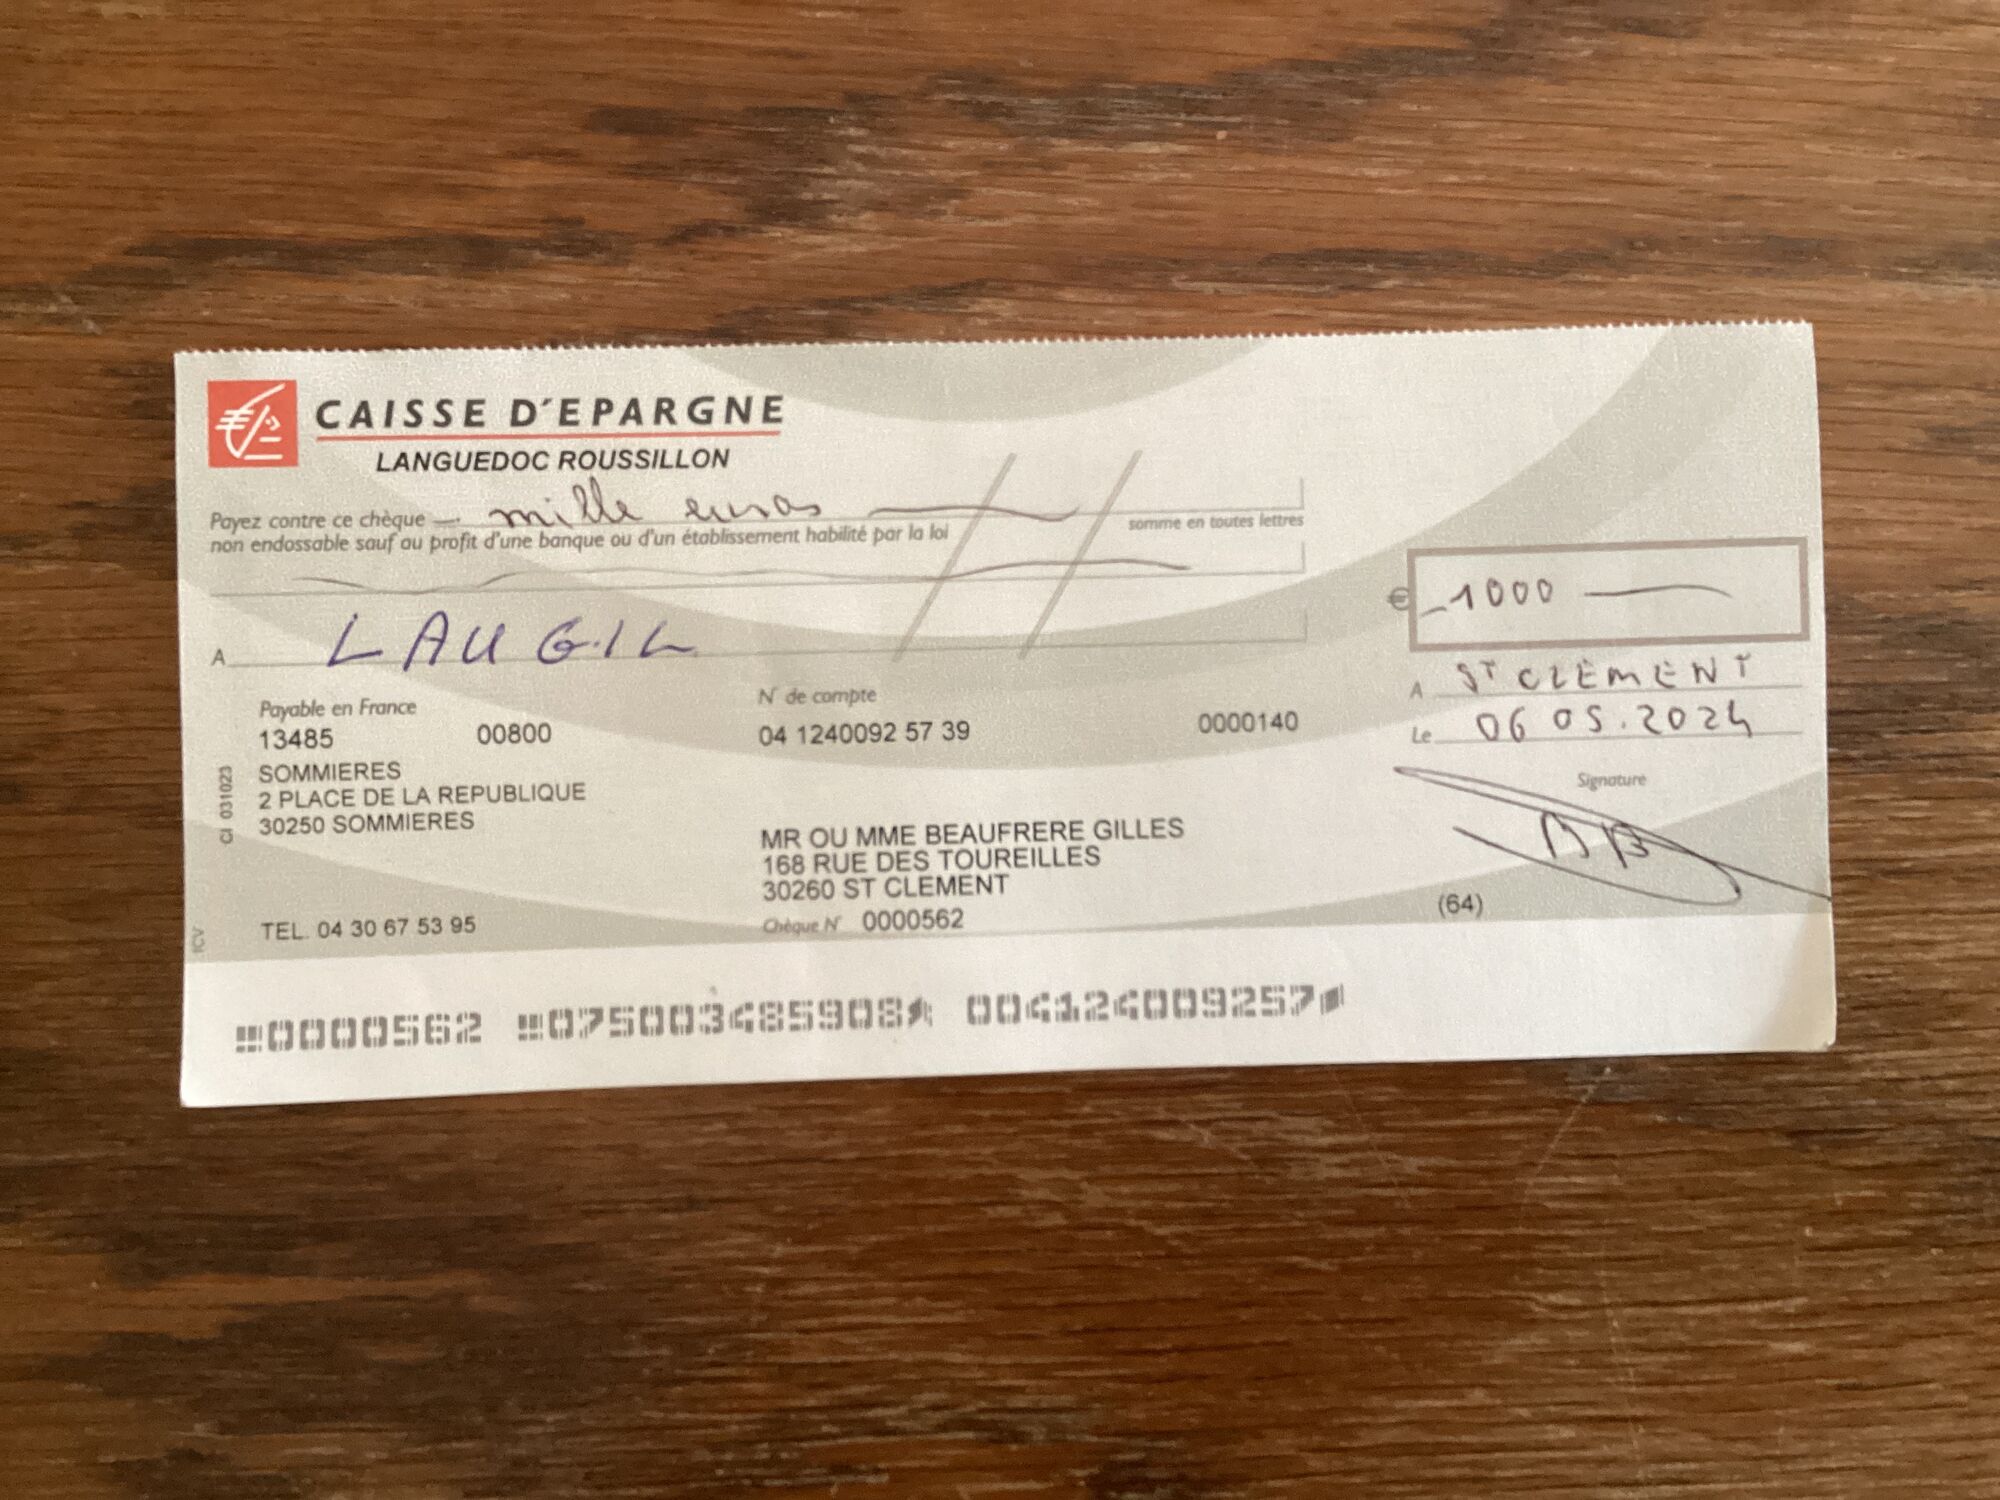 CAISSE D'EPARGNE
LANGUEDOC ROUSSILLON
Payez contre ce chèque mille euros
somme en toutes lettres
non endossable sauf au profit d'une banque ou d'un établissement habilité par la loi
€ 1000
A LAUGIL
A ST CLEMENT
Le 06 05.2024
Payable en France
N° de compte
13485 00800 04 1240092 57 39 0000140
Signature
SOMMIERES
2 PLACE DE LA REPUBLIQUE
30250 SOMMIERES
CI 031023
MR OU MME BEAUFRERE GILLES
168 RUE DES TOUREILLES
30260 ST CLEMENT
(64)
TEL. 04 30 67 53 95
Chèque N° 0000562
0000562 075003485908 004124009257